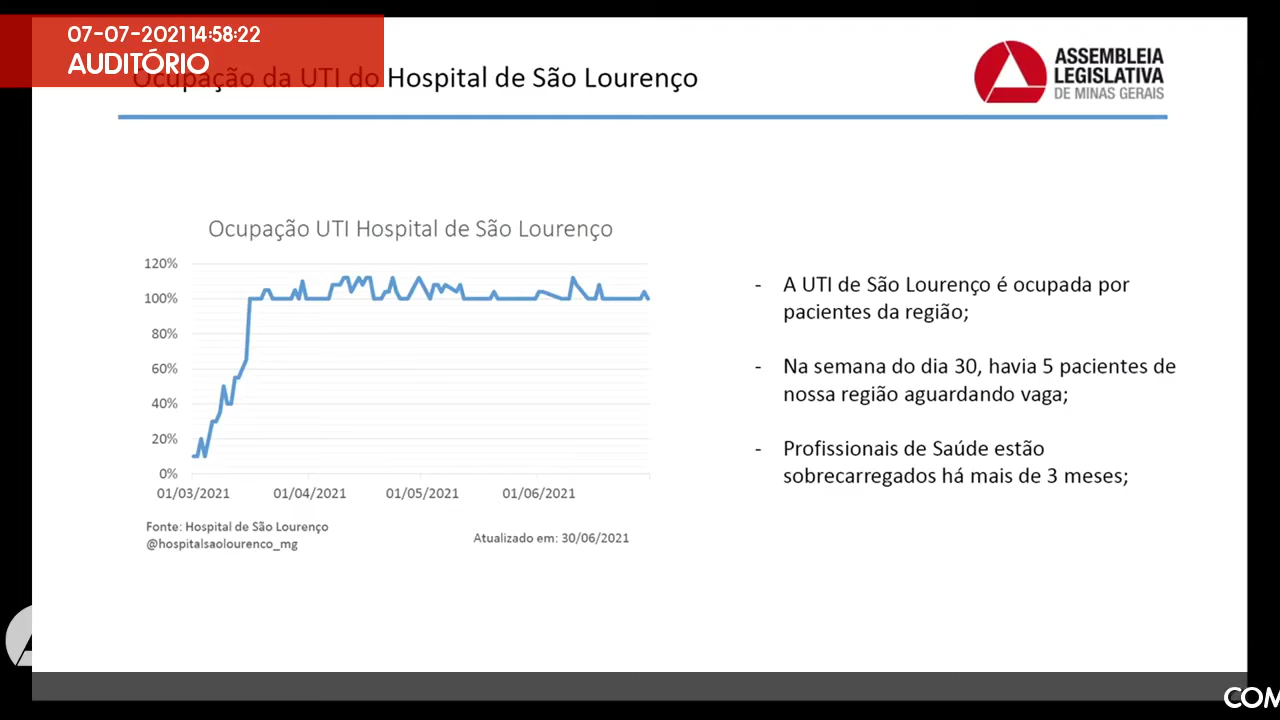 07-07-2021 14:58:22
AUDITÓRIO
Ocupação da UTI do Hospital de São Lourenço
ASSEMBLEIA
LEGISLATIVA
DE MINAS GERAIS
Ocupação UTI Hospital de São Lourenço
120%
100%
80%
60%
40%
20%
0%
01/03/2021
01/04/2021
01/05/2021
01/06/2021
Fonte: Hospital de São Lourenço
@hospitalsaolourenco_mg
Atualizado em: 30/06/2021
- A UTI de São Lourenço é ocupada por
pacientes da região;
- Na semana do dia 30, havia 5 pacientes de
nossa região aguardando vaga;
- Profissionais de Saúde estão
sobrecarregados há mais de 3 meses;
COM